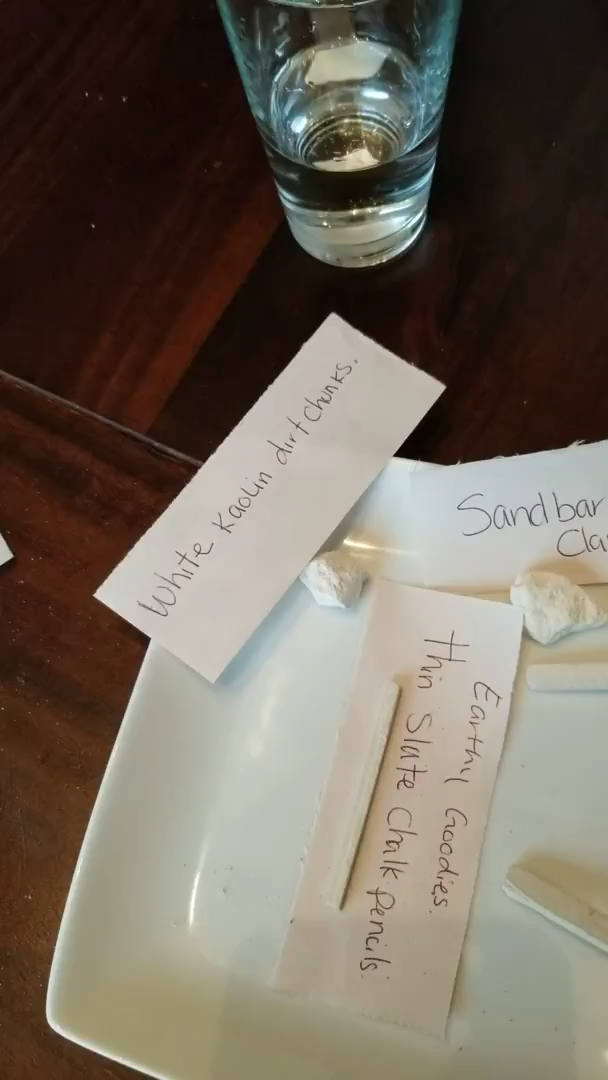 White Kaolin dirt chunks.
Sandbar
Cla
Earthy Goodies.
thin Slate Chalk pencils.